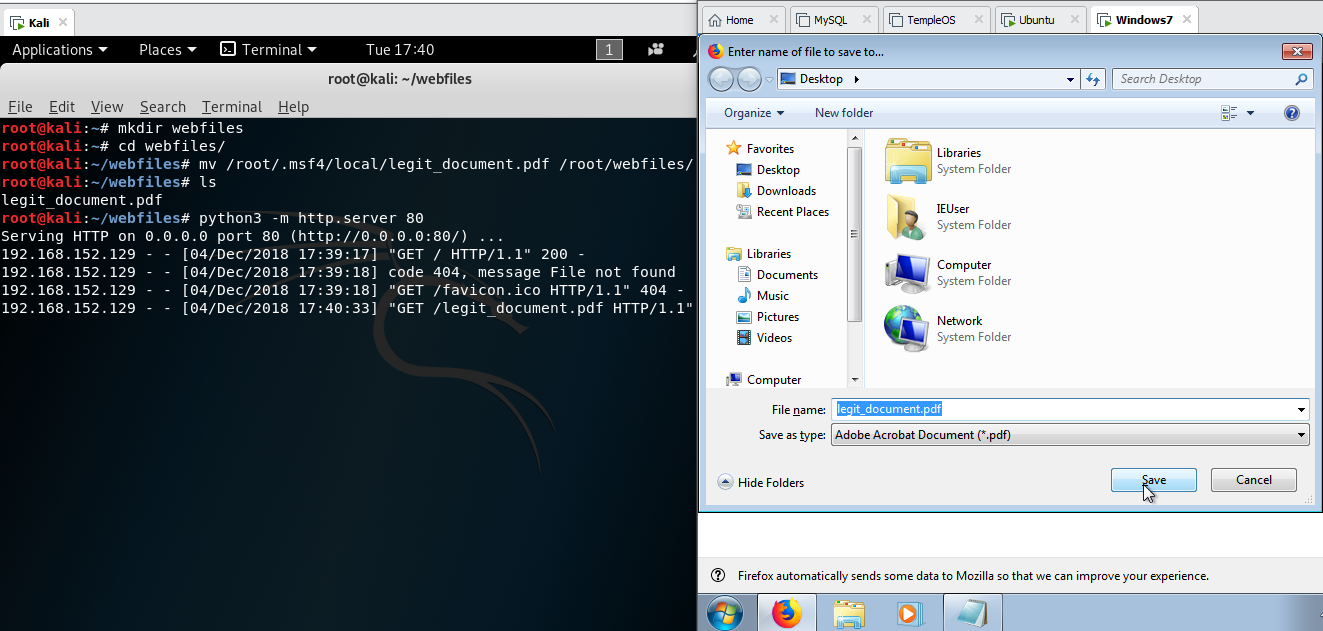 Kali
Applications Places Terminal Tue 17:40 1
root@kali: ~/webfiles
File Edit View Search Terminal Help
root@kali:~# mkdir webfiles
root@kali:~# cd webfiles/
root@kali:~/webfiles# mv /root/.msf4/local/legit_document.pdf /root/webfiles/
root@kali:~/webfiles# ls
legit_document.pdf
root@kali:~/webfiles# python3 -m http.server 80
Serving HTTP on 0.0.0.0 port 80 (http://0.0.0.0:80/) ...
192.168.152.129 - - [04/Dec/2018 17:39:17] "GET / HTTP/1.1" 200 -
192.168.152.129 - - [04/Dec/2018 17:39:18] code 404, message File not found
192.168.152.129 - - [04/Dec/2018 17:39:18] "GET /favicon.ico HTTP/1.1" 404 -
192.168.152.129 - - [04/Dec/2018 17:40:33] "GET /legit_document.pdf HTTP/1.1"
Home MySQL TempleOS Ubuntu Windows7
Enter name of file to save to...
Desktop
Search Desktop
Organize New folder
Favorites
Desktop
Downloads
Recent Places
Libraries
Documents
Music
Pictures
Videos
Computer
Libraries
System Folder
IEUser
System Folder
Computer
System Folder
Network
System Folder
File name: legit_document.pdf
Save as type: Adobe Acrobat Document (*.pdf)
Hide Folders
Save Cancel
Firefox automatically sends some data to Mozilla so that we can improve your experience.